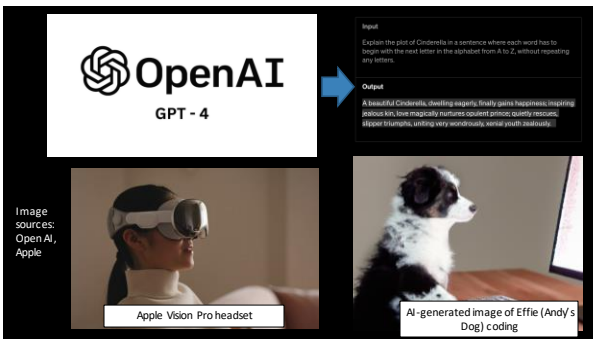 OpenAI
GPT - 4
Input
Explain the plot of Cinderella in a sentence where each word has to
begin with the next letter in the alphabet from A to Z, without repeating
any letters.
Output
A beautiful Cinderella, dwelling eagerly, finally gains happiness; inspiring
jealous kin, love magically nurtures opulent prince; quietly rescues,
slipper triumphs, uniting very wondrously, xenial youth zealously.
Image
sources:
Open AI,
Apple
Apple Vision Pro headset
AI-generated image of Effie (Andy's
Dog) coding